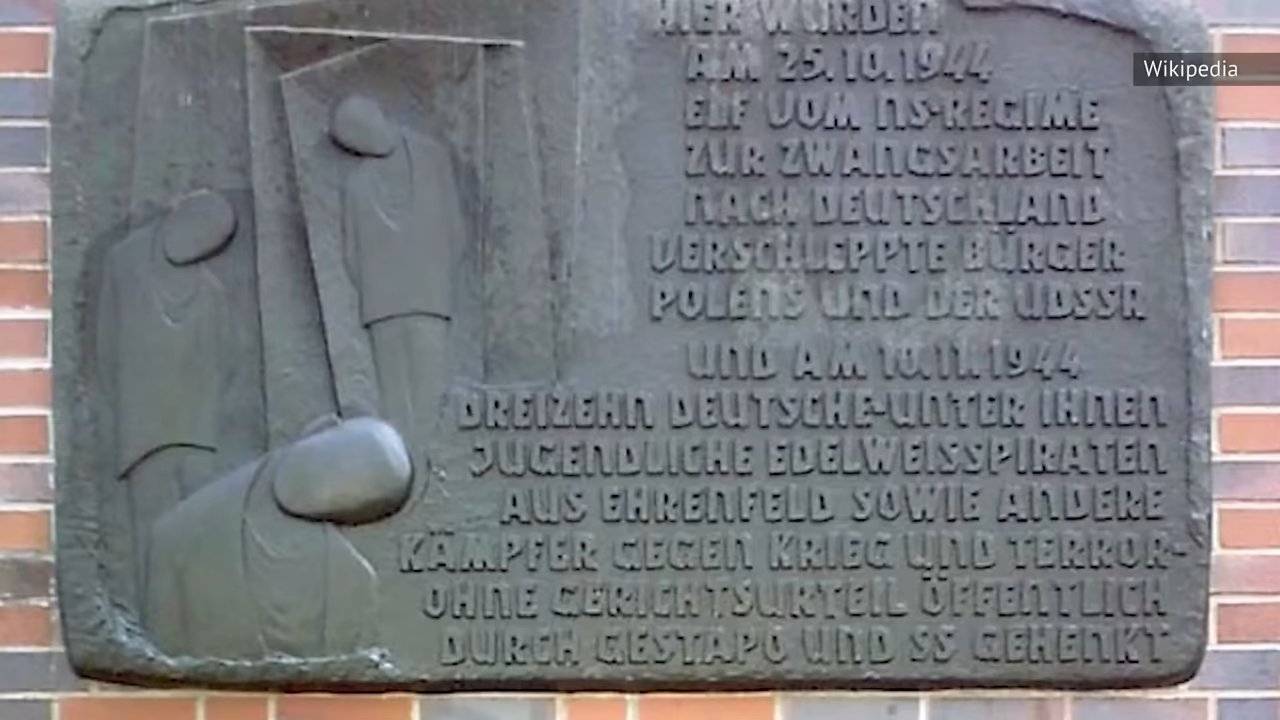 HIER WURDEN
AM 25.10.1944
ELF VOM NS-REGIME
ZUR ZWANGSARBEIT
NACH DEUTSCHLAND
VERSCHLEPPTE BÜRGER
POLENS UND DER UDSSR
UND AM 10.11.1944
DREIZEHN DEUTSCHE-UNTER IHNEN
JUGENDLICHE EDELWEISSPIRATEN
AUS EHRENFELD SOWIE ANDERE
KÄMPFER GEGEN KRIEG UND TERROR-
OHNE GERICHTSURTEIL ÖFFENTLICH
DURCH GESTAPO UND SS GEHENKT
Wikipedia